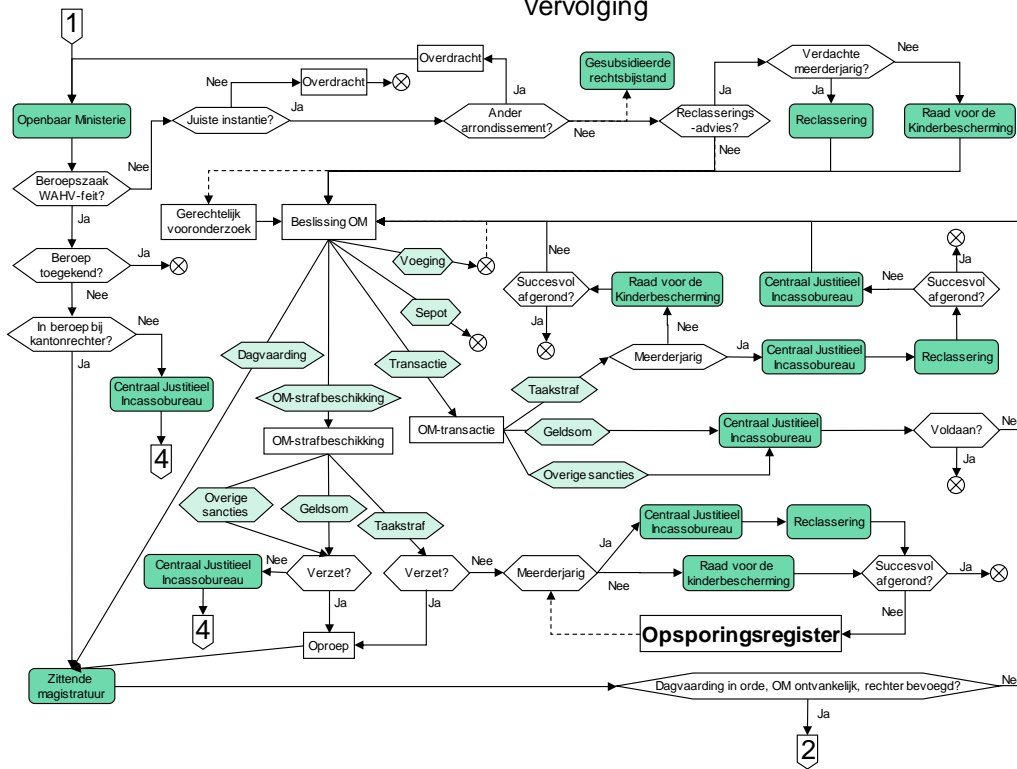 Vervolging
1
Overdracht
Nee
Overdracht
Gesubsidieerde
rechtsbijstand
Verdachte
meerderjarig?
Nee
Openbaar Ministerie
Juiste instantie?
Ja
Ander
arrondissement?
Ja
Nee
Reclasserings
-advies?
Ja
Nee
Ja
Reclassering
Raad voor de
Kinderbescherming
Nee
Beroepszaak
WAHV-feit?
Ja
Gerechtelijk
vooronderzoek
Beslissing OM
Beroep
toegekend?
Ja
Nee
Voeging
Nee
Succesvol
afgerond?
Ja
Raad voor de
Kinderbescherming
Nee
Centraal Justitieel
Incassobureau
Nee
Succesvol
afgerond?
Ja
In beroep bij
kantonrechter?
Nee
Ja
Sepot
Dagvaarding
Transactie
Meerderjarig
Ja
Centraal Justitieel
Incassobureau
Reclassering
Centraal Justitieel
Incassobureau
4
OM-strafbeschikking
Taakstraf
OM-strafbeschikking
OM-transactie
Geldsom
Centraal Justitieel
Incassobureau
Voldaan?
Nee
Ja
Overige sancties
Overige
sancties
Geldsom
Taakstraf
Centraal Justitieel
Incassobureau
Reclassering
Centraal Justitieel
Incassobureau
Nee
Verzet?
Ja
Verzet?
Nee
Ja
Meerderjarig
Ja
Nee
Raad voor de
kinderbescherming
Succesvol
afgerond?
Ja
Nee
4
Oproep
Opsporingsregister
Zittende
magistratuur
Dagvaarding in orde, OM ontvankelijk, rechter bevoegd?
Nee
Ja
2